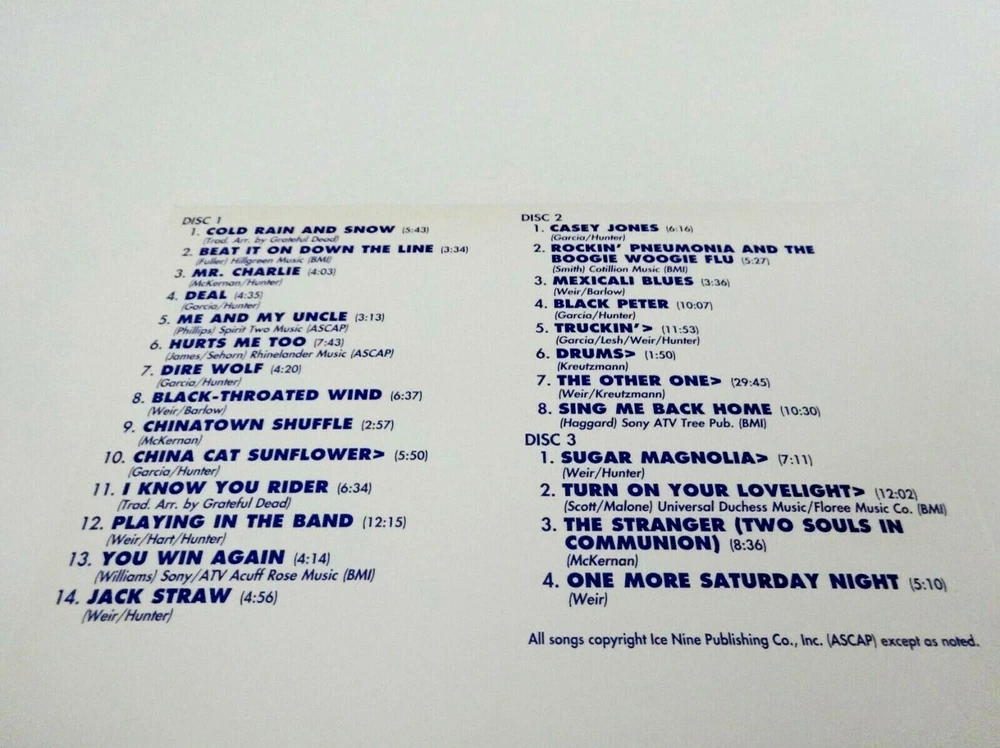 DISC 1
1. COLD RAIN AND SNOW (5:43)
(Trad. Arr. by Grateful Dead)
2. BEAT IT ON DOWN THE LINE (3:34)
(Fuller) Hillgreen Music (BMI)
3. MR. CHARLIE (4:03)
(McKernan/Hunter)
4. DEAL (4:35)
(Garcia/Hunter)
5. ME AND MY UNCLE (3:13)
(Phillips) Spirit Two Music (ASCAP)
6. HURTS ME TOO (7:43)
(James/Sehorn) Rhinelander Music (ASCAP)
7. DIRE WOLF (4:20)
(Garcia/Hunter)
8. BLACK-THROATED WIND (6:37)
(Weir/Barlow)
9. CHINATOWN SHUFFLE (2:57)
(McKernan)
10. CHINA CAT SUNFLOWER> (5:50)
(Garcia/Hunter)
11. I KNOW YOU RIDER (6:34)
(Trad. Arr. by Grateful Dead)
12. PLAYING IN THE BAND (12:15)
(Weir/Hart/Hunter)
13. YOU WIN AGAIN (4:14)
(Williams) Sony/ATV Acuff Rose Music (BMI)
14. JACK STRAW (4:56)
(Weir/Hunter)
DISC 2
1. CASEY JONES (6:16)
(Garcia/Hunter)
2. ROCKIN' PNEUMONIA AND THE
BOOGIE WOOGIE FLU (5:27)
(Smith) Cotillion Music (BMI)
3. MEXICALI BLUES (3:36)
(Weir/Barlow)
4. BLACK PETER (10:07)
(Garcia/Hunter)
5. TRUCKIN'> (11:53)
(Garcia/Lesh/Weir/Hunter)
6. DRUMS> (1:50)
(Kreutzmann)
7. THE OTHER ONE> (29:45)
(Weir/Kreutzmann)
8. SING ME BACK HOME (10:30)
(Haggard) Sony ATV Tree Pub. (BMI)
DISC 3
1. SUGAR MAGNOLIA> (7:11)
(Weir/Hunter)
2. TURN ON YOUR LOVELIGHT> (12:02)
(Scott/Malone) Universal Duchess Music/Floree Music Co. (BMI)
3. THE STRANGER (TWO SOULS IN
COMMUNION) (8:36)
(McKernan)
4. ONE MORE SATURDAY NIGHT (5:10)
(Weir)
All songs copyright Ice Nine Publishing Co., Inc. (ASCAP) except as noted.